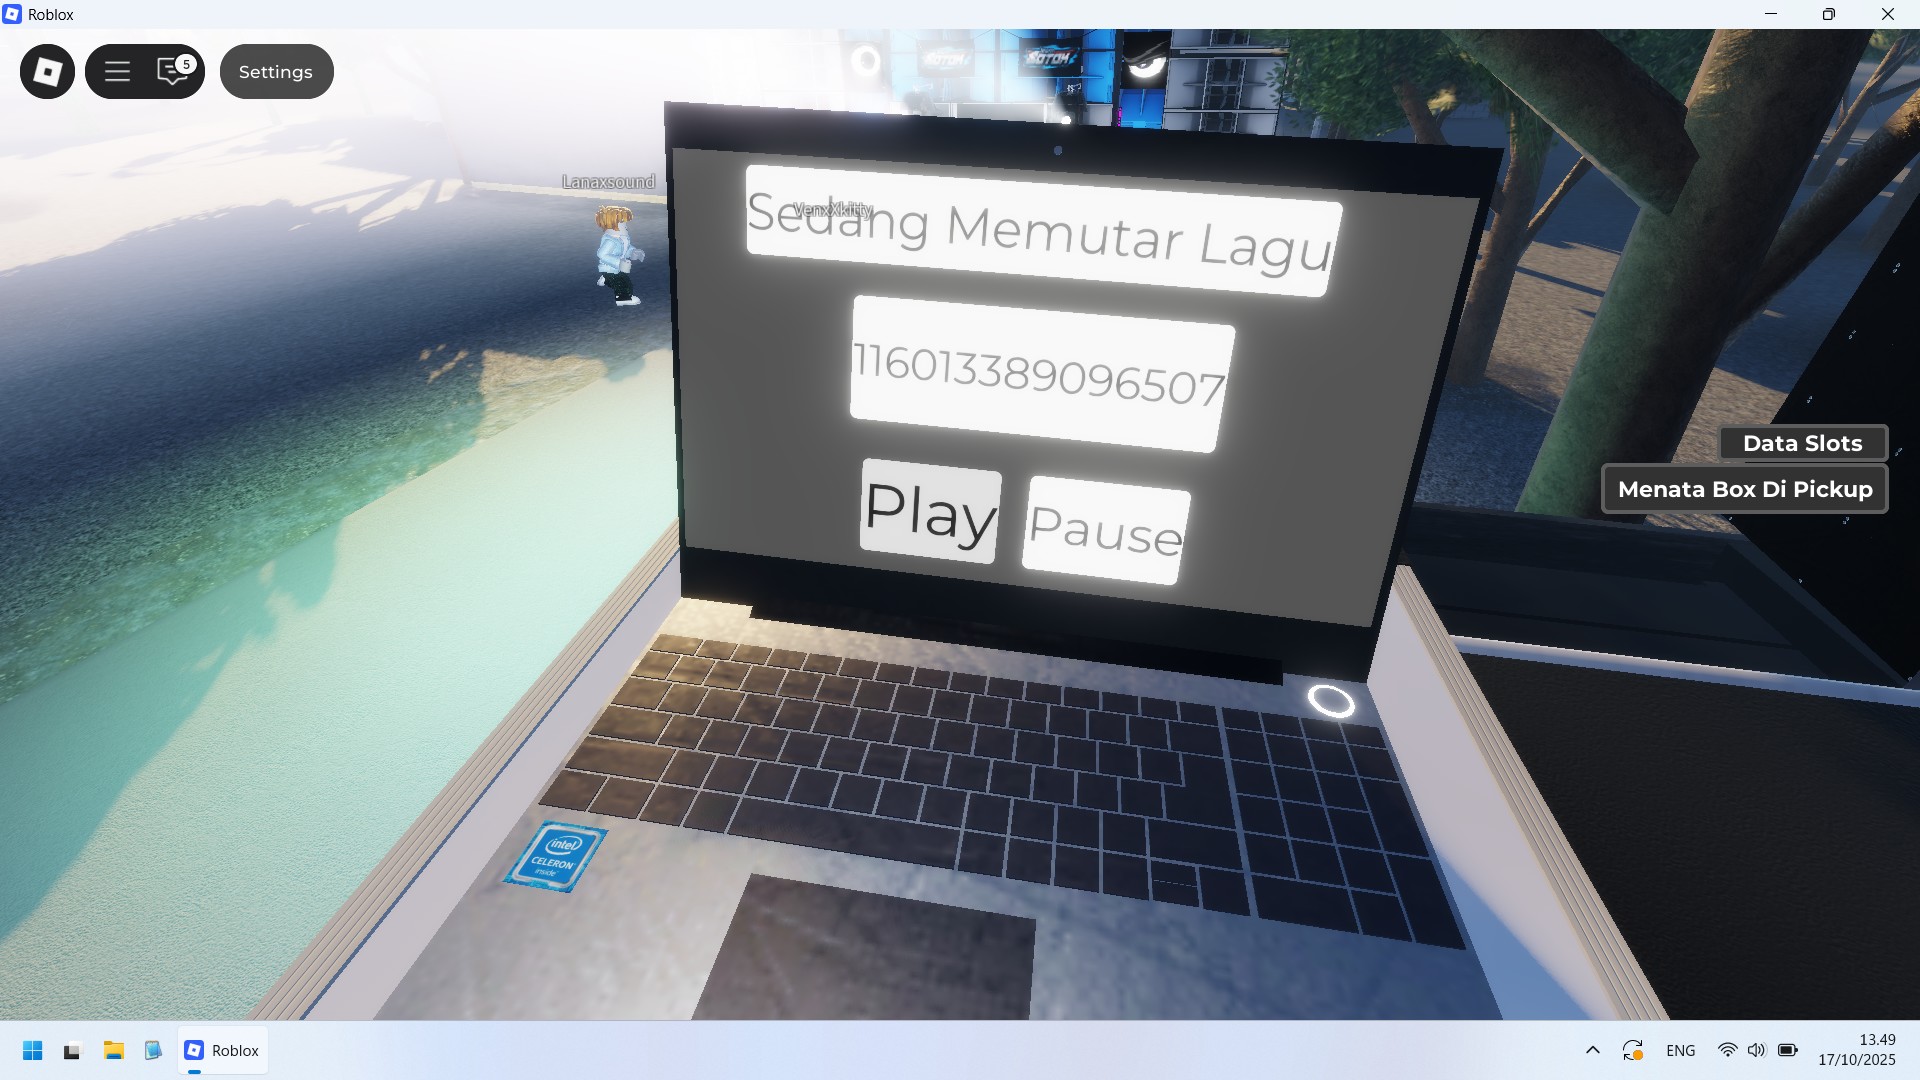 Roblox
5
Settings
Lanaxsound
VenxXkitty
Sedang Memutar Lagu
116013389096507
Play
Pause
Data Slots
Menata Box Di Pickup
intel
CELERON
inside
Roblox
ENG
13.49
17/10/2025